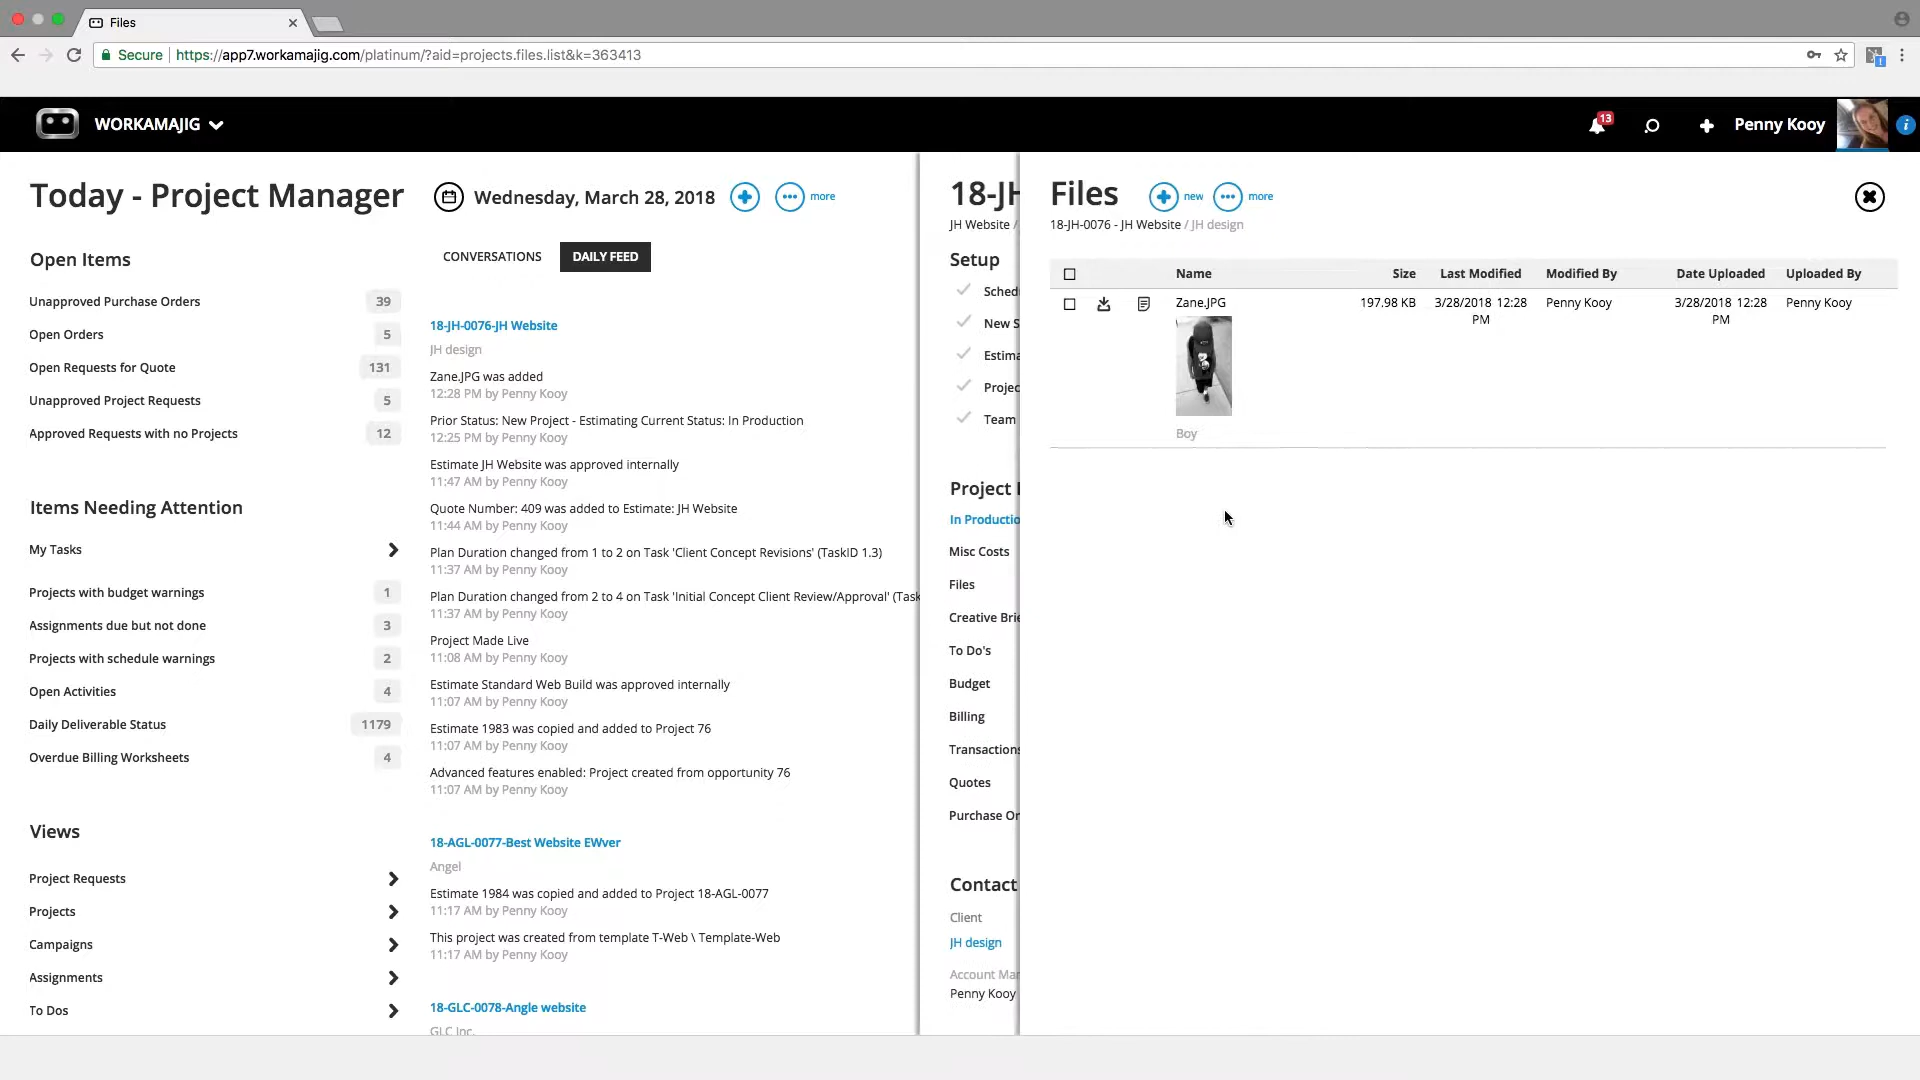 Files
Secure
https://app7.workamajig.com/platinum/?aid=projects.files.list&k=363413
WORKAMAJIG
13
Penny Kooy
Today - Project Manager
Wednesday, March 28, 2018
more
Open Items
Unapproved Purchase Orders 39
Open Orders 5
Open Requests for Quote 131
Unapproved Project Requests 5
Approved Requests with no Projects 12
Items Needing Attention
My Tasks
Projects with budget warnings 1
Assignments due but not done 3
Projects with schedule warnings 2
Open Activities 4
Daily Deliverable Status 1179
Overdue Billing Worksheets 4
Views
Project Requests
Projects
Campaigns
Assignments
To Dos
CONVERSATIONS DAILY FEED
18-JH-0076-JH Website
JH design
Zane.JPG was added
12:28 PM by Penny Kooy
Prior Status: New Project - Estimating Current Status: In Production
12:25 PM by Penny Kooy
Estimate JH Website was approved internally
11:47 AM by Penny Kooy
Quote Number: 409 was added to Estimate: JH Website
11:44 AM by Penny Kooy
Plan Duration changed from 1 to 2 on Task 'Client Concept Revisions' (TaskID 1.3)
11:37 AM by Penny Kooy
Plan Duration changed from 2 to 4 on Task 'Initial Concept Client Review/Approval' (Task
11:37 AM by Penny Kooy
Project Made Live
11:08 AM by Penny Kooy
Estimate Standard Web Build was approved internally
11:07 AM by Penny Kooy
Estimate 1983 was copied and added to Project 76
11:07 AM by Penny Kooy
Advanced features enabled: Project created from opportunity 76
11:07 AM by Penny Kooy
18-AGL-0077-Best Website EWver
Angel
Estimate 1984 was copied and added to Project 18-AGL-0077
11:17 AM by Penny Kooy
This project was created from template T-Web \ Template-Web
11:17 AM by Penny Kooy
18-GLC-0078-Angle website
GLC Inc.
18-JH
JH Website /
Setup
Sched
New S
Estima
Projec
Team
Project
In Productio
Misc Costs
Files
Creative Brie
To Do's
Budget
Billing
Transactions
Quotes
Purchase Or
Contact
Client
JH design
Account Man
Penny Kooy
Files
new
more
18-JH-0076 - JH Website / JH design
Name Size Last Modified Modified By Date Uploaded Uploaded By
Zane.JPG 197.98 KB 3/28/2018 12:28 Penny Kooy 3/28/2018 12:28 Penny Kooy
PM PM
Boy